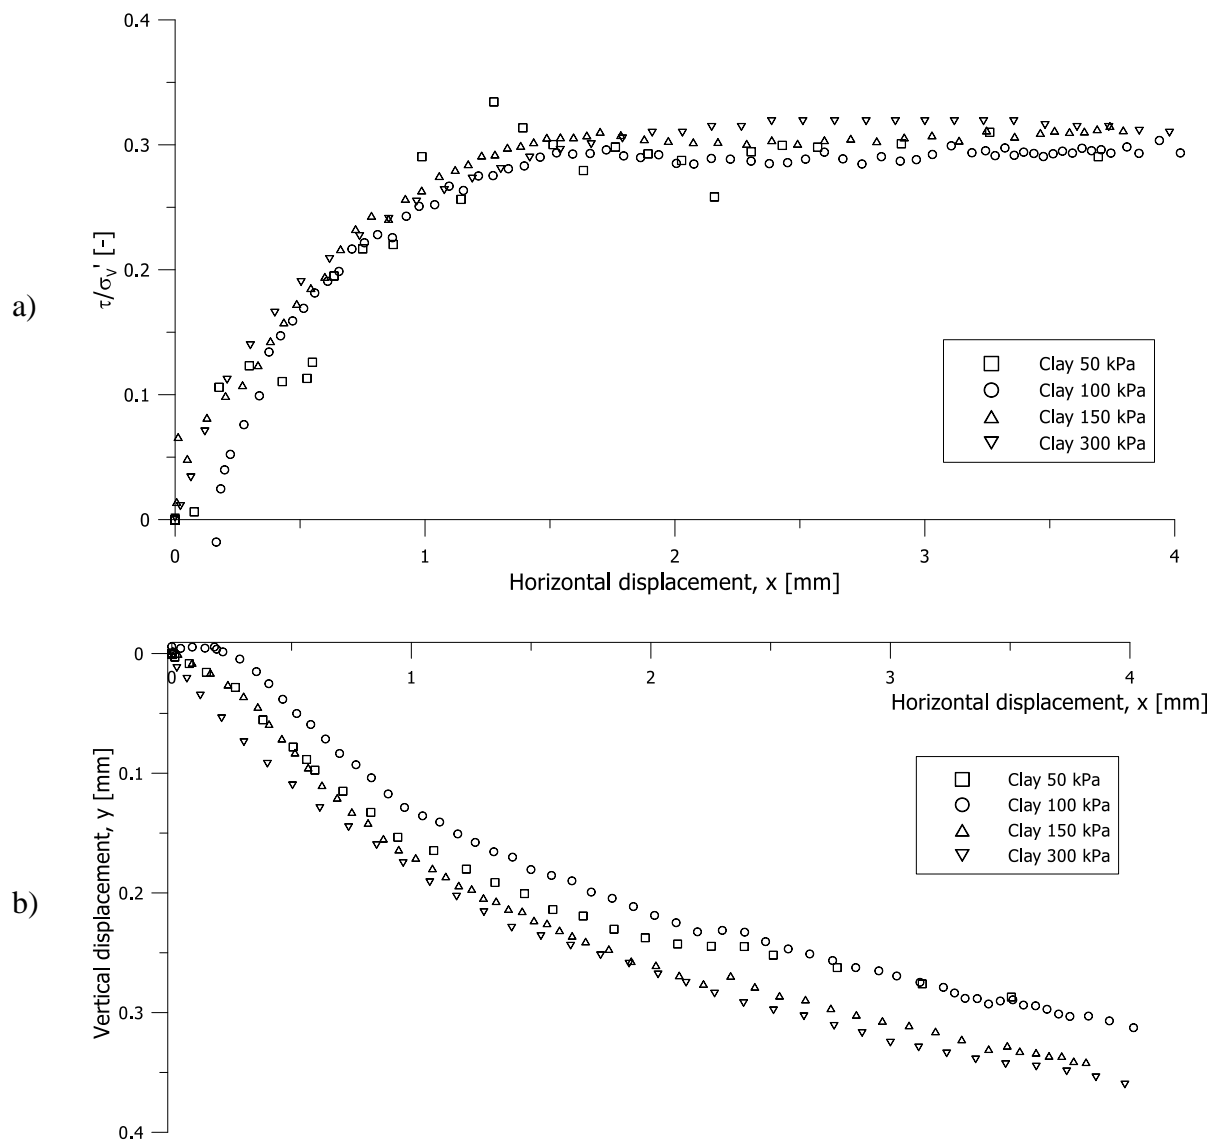 0.4
0.3
0.2
0.1
0
τ/σv' [-]
a)
Clay 50 kPa
Clay 100 kPa
Clay 150 kPa
Clay 300 kPa
0 1 2 3 4
Horizontal displacement, x [mm]
0
0.1
0.2
0.3
0.4
0 1 2 3 4
Horizontal displacement, x [mm]
Vertical displacement, y [mm]
b)
Clay 50 kPa
Clay 100 kPa
Clay 150 kPa
Clay 300 kPa